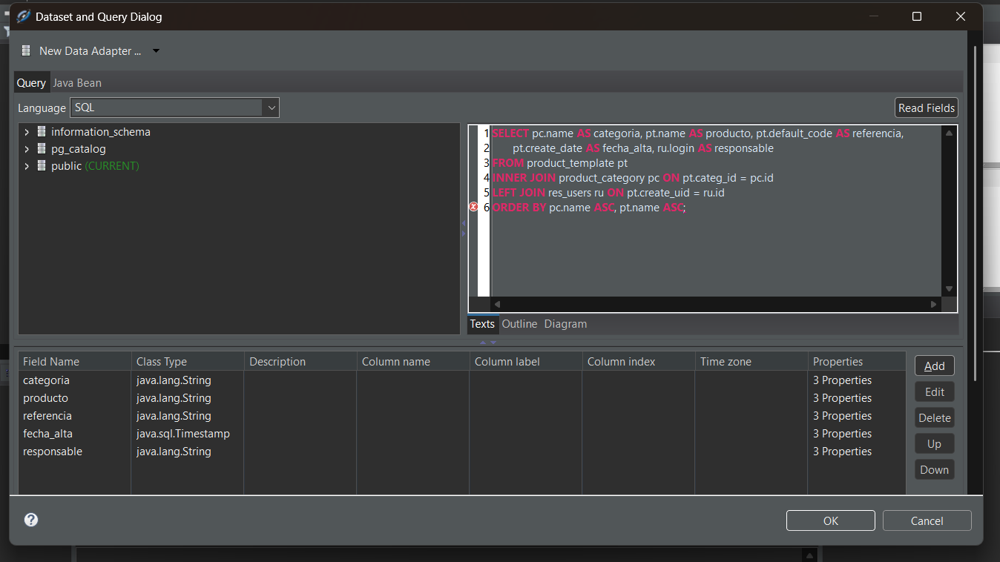 Dataset and Query Dialog
New Data Adapter ...
Query Java Bean
Language SQL Read Fields
information_schema
pg_catalog
public (CURRENT)
1 SELECT pc.name AS categoria, pt.name AS producto, pt.default_code AS referencia,
2 pt.create_date AS fecha_alta, ru.login AS responsable
3 FROM product_template pt
4 INNER JOIN product_category pc ON pt.categ_id = pc.id
5 LEFT JOIN res_users ru ON pt.create_uid = ru.id
6 ORDER BY pc.name ASC, pt.name ASC;
Texts Outline Diagram
Field Name Class Type Description Column name Column label Column index Time zone Properties
categoria java.lang.String 3 Properties
producto java.lang.String 3 Properties
referencia java.lang.String 3 Properties
fecha_alta java.sql.Timestamp 3 Properties
responsable java.lang.String 3 Properties
Add
Edit
Delete
Up
Down
?
OK Cancel